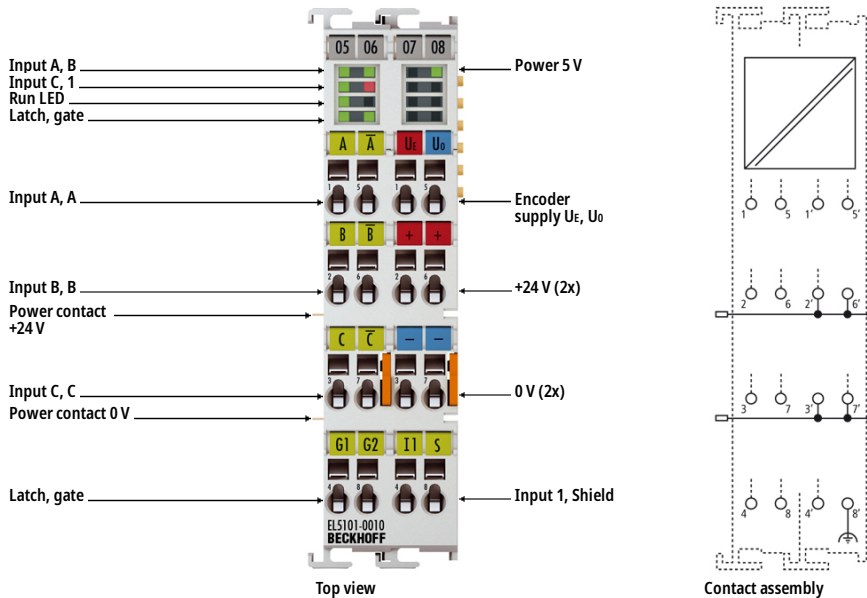 05 06 07 08
Input A, B
Input C, 1
Run LED
Latch, gate
Power 5 V
A A̅ UE U0
1 5 1 5
Input A, A
Encoder
supply UE, U0
B B̅ + +
2 6 2 6
Input B, B
+24 V (2x)
Power contact
+24 V
C C̅ − −
3 7 3 7
Input C, C
0 V (2x)
Power contact 0 V
G1 G2 I1 S
4 8 4 8
Latch, gate
Input 1, Shield
EL5101-0010
BECKHOFF
Top view
1 5 1' 5'
2 6 2' 6'
3 7 3' 7'
4 8 4' 8'
Contact assembly